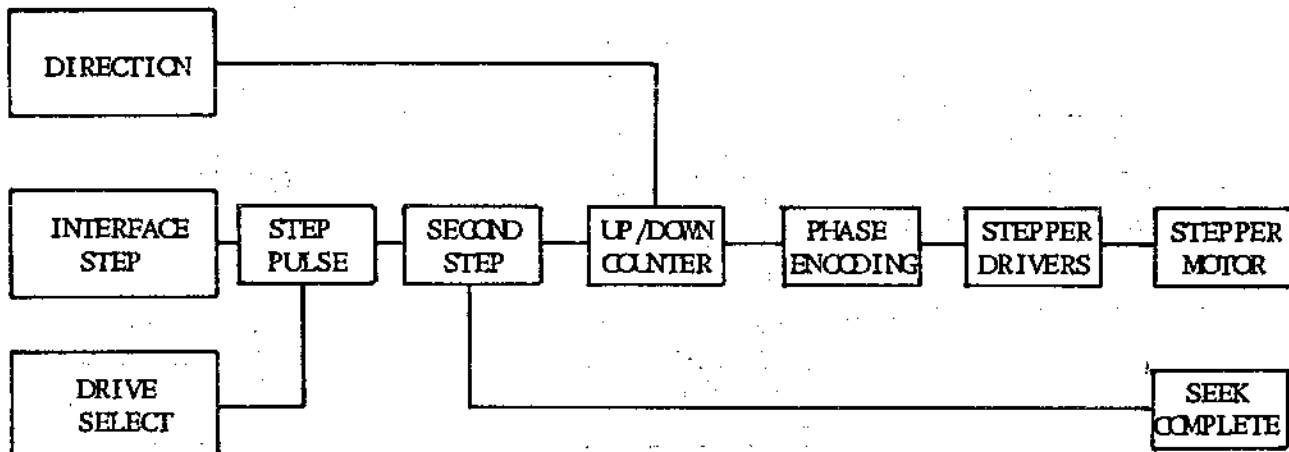 DIRECTION
INTERFACE
STEP
STEP
PULSE
SECOND
STEP
UP/DOWN
COUNTER
PHASE
ENCODING
STEPPER
DRIVERS
STEPPER
MOTOR
DRIVE
SELECT
SEEK
COMPLETE